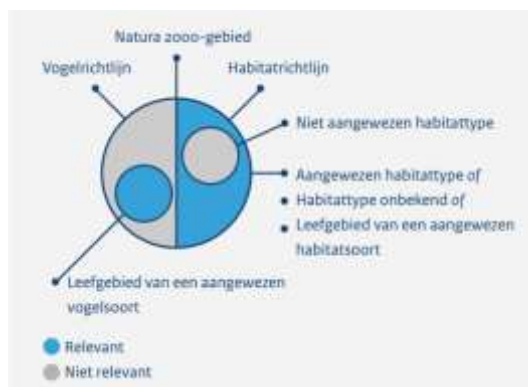 Natura 2000-gebied
Vogelrichtlijn
Habitatrichtlijn
Niet aangewezen habitattype
Aangewezen habitattype of
Habitattype onbekend of
Leefgebied van een aangewezen
habitatsoort
Leefgebied van een aangewezen
vogelsoort
Relevant
Niet relevant